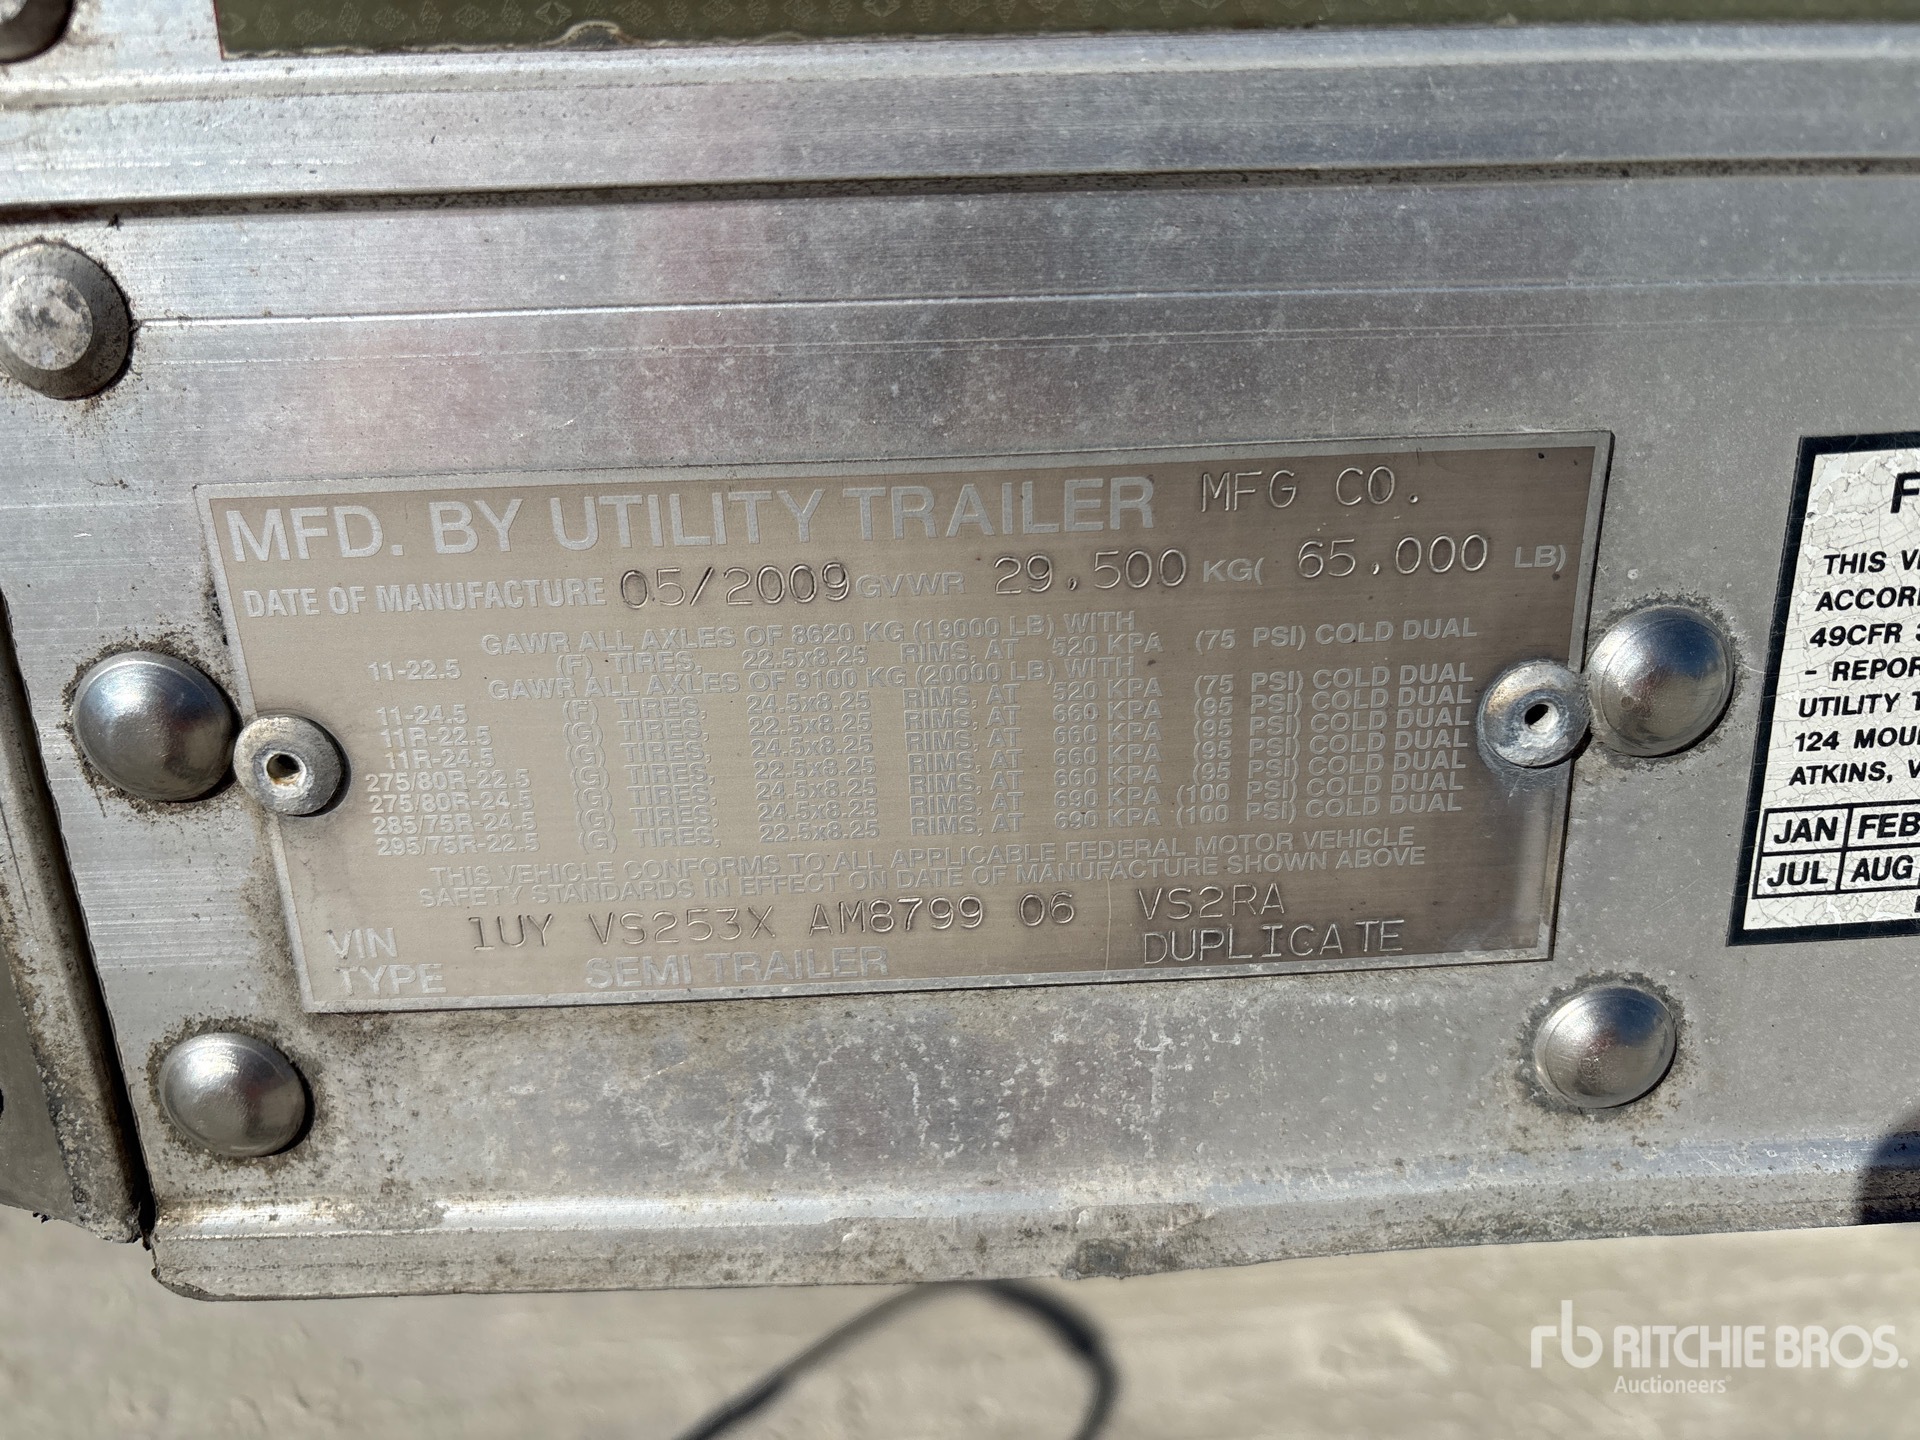 MFD. BY UTILITY TRAILER MFG CO.
DATE OF MANUFACTURE 05/2009 GVWR 29,500 KG( 65,000 LB)
GAWR ALL AXLES OF 8620 KG (19000 LB) WITH
11-22.5 (F) TIRES, 22.5x8.25 RIMS, AT 520 KPA (75 PSI) COLD DUAL
GAWR ALL AXLES OF 9100 KG (20000 LB) WITH
11-24.5 (F) TIRES, 24.5x8.25 RIMS, AT 520 KPA (75 PSI) COLD DUAL
11R-22.5 (G) TIRES, 22.5x8.25 RIMS, AT 660 KPA (95 PSI) COLD DUAL
11R-24.5 (G) TIRES, 24.5x8.25 RIMS, AT 660 KPA (95 PSI) COLD DUAL
275/80R-22.5 (G) TIRES, 22.5x8.25 RIMS, AT 660 KPA (95 PSI) COLD DUAL
275/80R-24.5 (G) TIRES, 24.5x8.25 RIMS, AT 660 KPA (95 PSI) COLD DUAL
285/75R-24.5 (G) TIRES, 24.5x8.25 RIMS, AT 690 KPA (100 PSI) COLD DUAL
295/75R-22.5 (G) TIRES, 22.5x8.25 RIMS, AT 690 KPA (100 PSI) COLD DUAL
THIS VEHICLE CONFORMS TO ALL APPLICABLE FEDERAL MOTOR VEHICLE
SAFETY STANDARDS IN EFFECT ON DATE OF MANUFACTURE SHOWN ABOVE
VIN 1UY VS253X AM8799 06 VS2RA
TYPE SEMI TRAILER DUPLICATE
F
THIS V
ACCOR
49CFR
- REPOR
UTILITY T
124 MOU
ATKINS, V
JAN FEB
JUL AUG
rb RITCHIE BROS.
Auctioneers